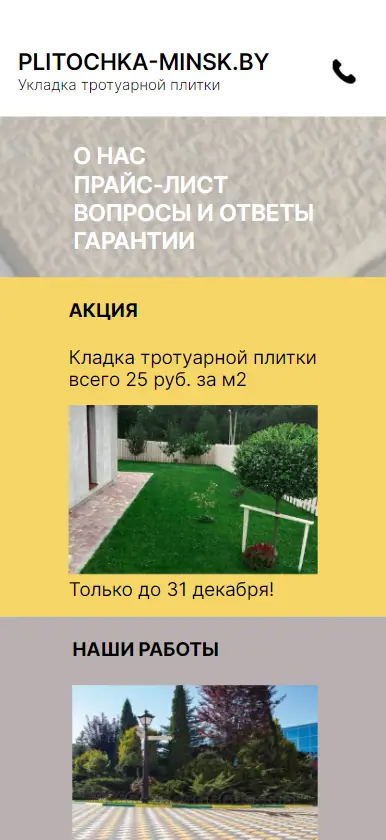 PLITOCHKA-MINSK.BY
Укладка тротуарной плитки
О НАС
ПРАЙС-ЛИСТ
ВОПРОСЫ И ОТВЕТЫ
ГАРАНТИИ
АКЦИЯ
Кладка тротуарной плитки
всего 25 руб. за м2
Только до 31 декабря!
НАШИ РАБОТЫ